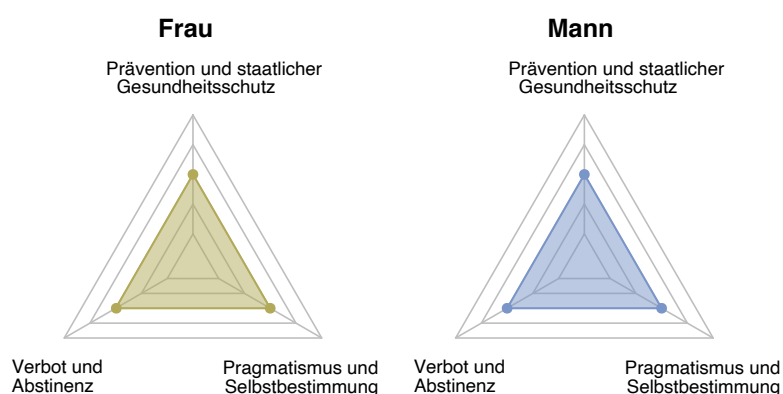 Frau
Prävention und staatlicher
Gesundheitsschutz
Verbot und
Abstinenz
Pragmatismus und
Selbstbestimmung
Mann
Prävention und staatlicher
Gesundheitsschutz
Verbot und
Abstinenz
Pragmatismus und
Selbstbestimmung